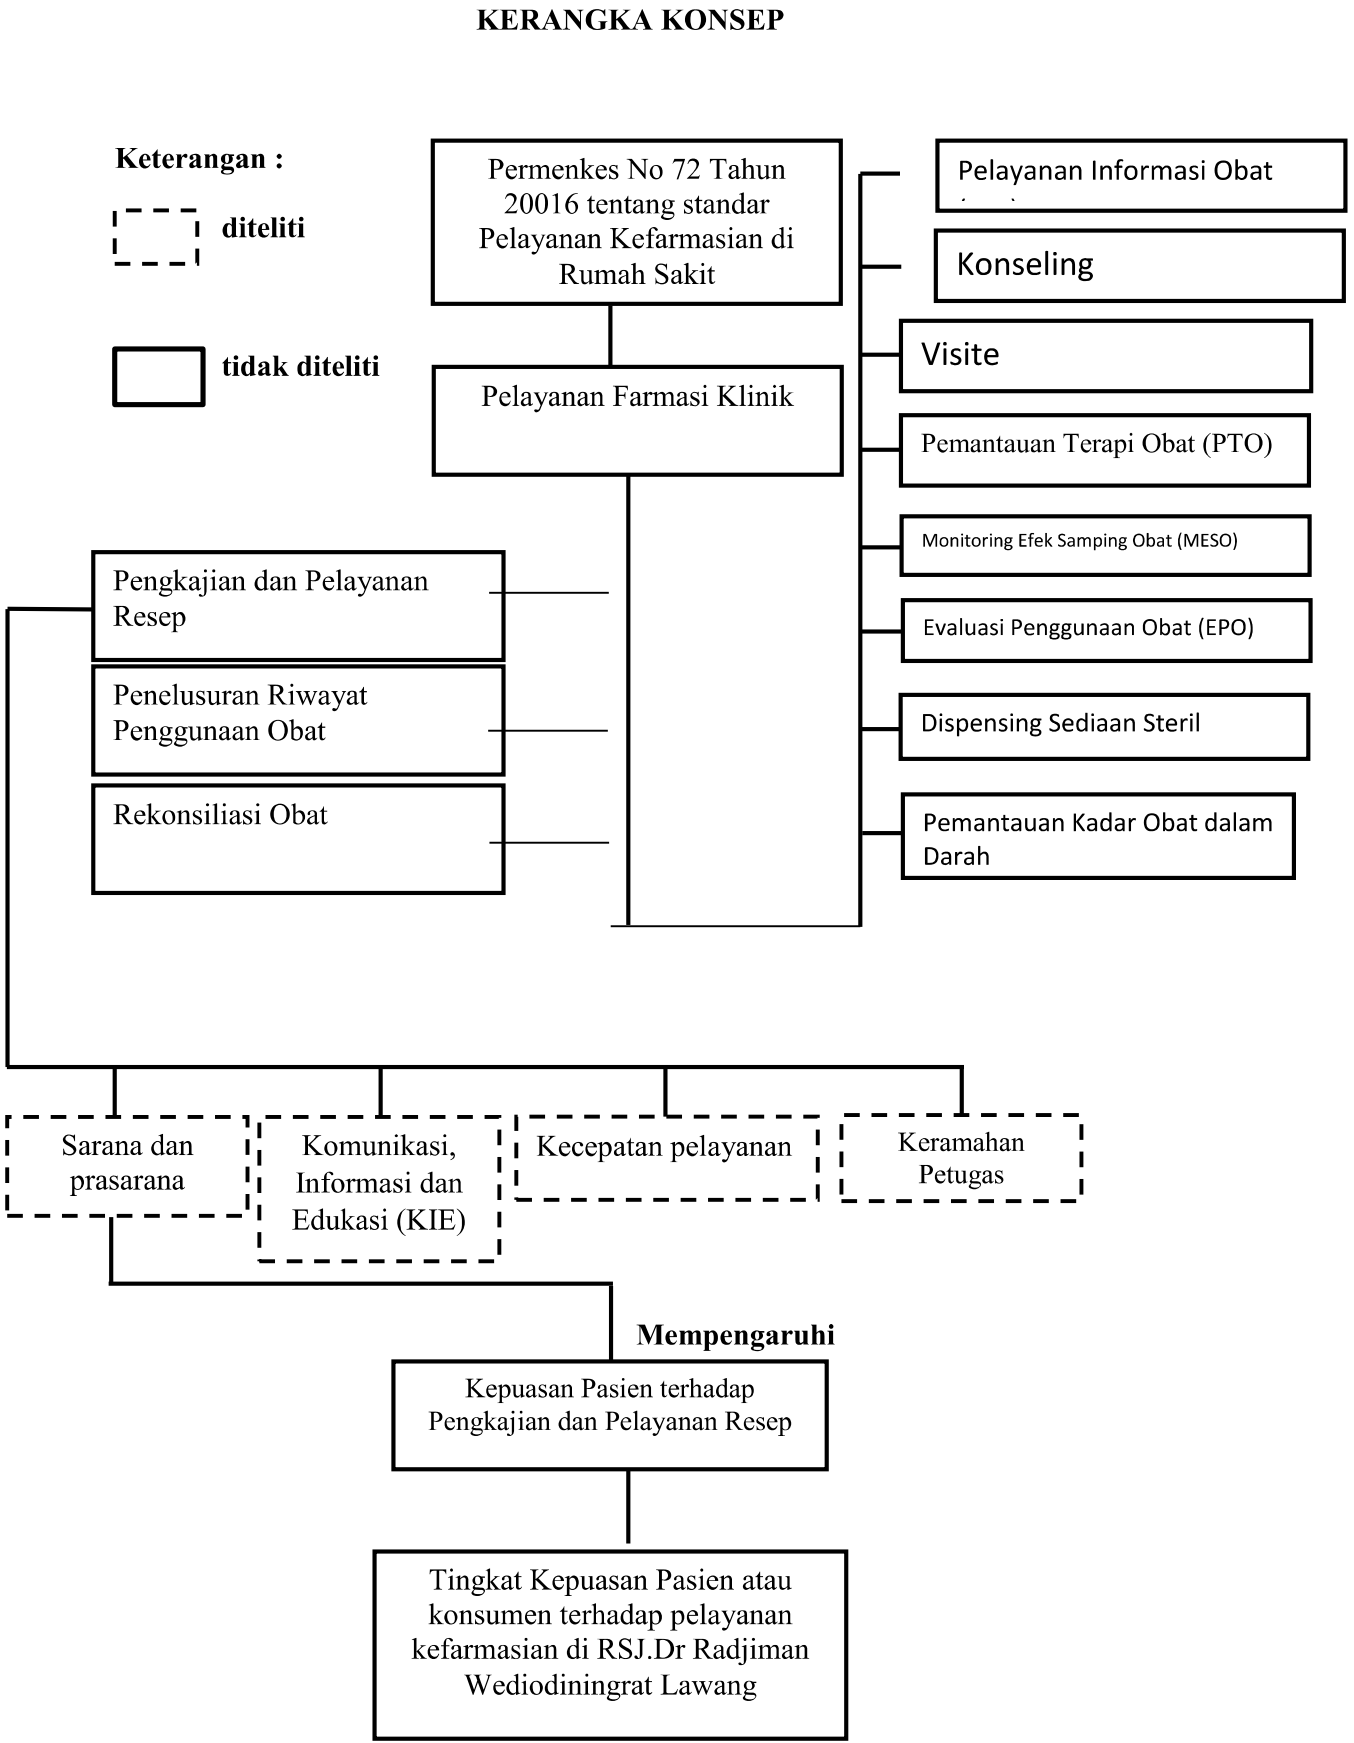 KERANGKA KONSEP
Keterangan :
diteliti
tidak diteliti
Permenkes No 72 Tahun
20016 tentang standar
Pelayanan Kefarmasian di
Rumah Sakit
Pelayanan Farmasi Klinik
Pelayanan Informasi Obat
Konseling
Visite
Pemantauan Terapi Obat (PTO)
Monitoring Efek Samping Obat (MESO)
Evaluasi Penggunaan Obat (EPO)
Dispensing Sediaan Steril
Pemantauan Kadar Obat dalam
Darah
Pengkajian dan Pelayanan
Resep
Penelusuran Riwayat
Penggunaan Obat
Rekonsiliasi Obat
Sarana dan
prasarana
Komunikasi,
Informasi dan
Edukasi (KIE)
Kecepatan pelayanan
Keramahan
Petugas
Mempengaruhi
Kepuasan Pasien terhadap
Pengkajian dan Pelayanan Resep
Tingkat Kepuasan Pasien atau
konsumen terhadap pelayanan
kefarmasian di RSJ.Dr Radjiman
Wediodiningrat Lawang